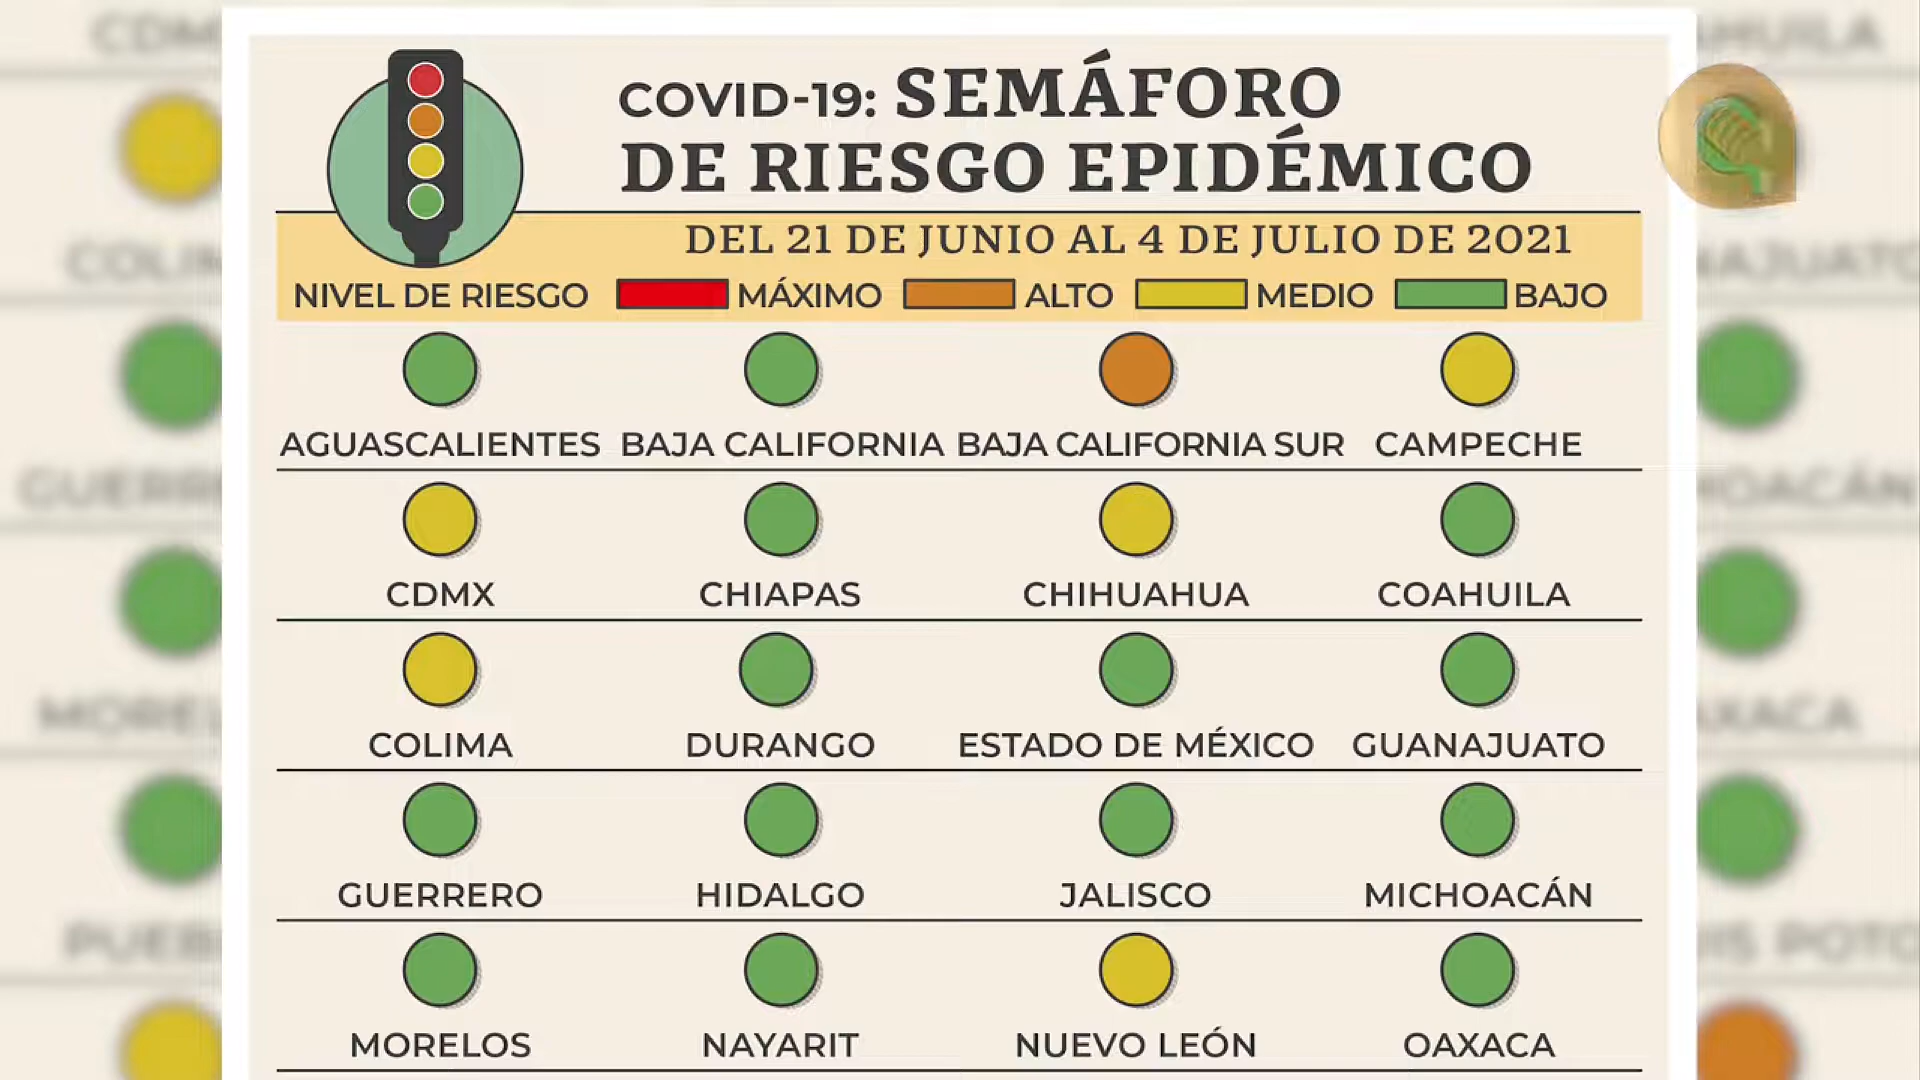 COVID-19: SEMÁFORO
DE RIESGO EPIDÉMICO
DEL 21 DE JUNIO AL 4 DE JULIO DE 2021
NIVEL DE RIESGO MÁXIMO ALTO MEDIO BAJO
AGUASCALIENTES BAJA CALIFORNIA BAJA CALIFORNIA SUR CAMPECHE
CDMX CHIAPAS CHIHUAHUA COAHUILA
COLIMA DURANGO ESTADO DE MÉXICO GUANAJUATO
GUERRERO HIDALGO JALISCO MICHOACÁN
MORELOS NAYARIT NUEVO LEÓN OAXACA